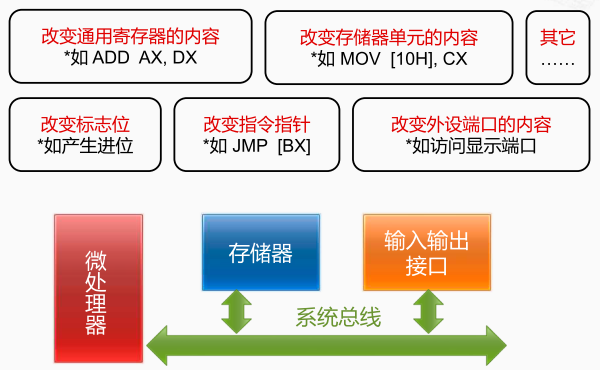 改变通用寄存器的内容
*如 ADD AX, DX
改变存储器单元的内容
*如 MOV [10H], CX
其它
……
改变标志位
*如产生进位
改变指令指针
*如 JMP [BX]
改变外设端口的内容
*如访问显示端口
微
处
理
器
存储器
输入输出
接口
系统总线